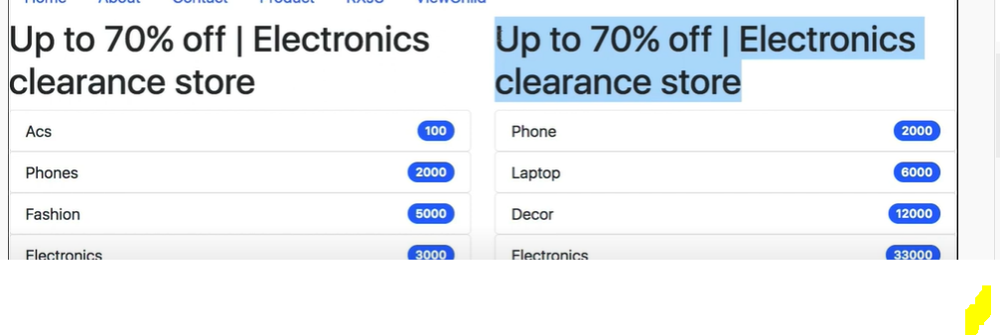 Home About Contact Product RxJS ViewChild
Up to 70% off | Electronics
clearance store
Acs 100
Phones 2000
Fashion 5000
Electronics 3000
Up to 70% off | Electronics
clearance store
Phone 2000
Laptop 6000
Decor 12000
Electronics 33000